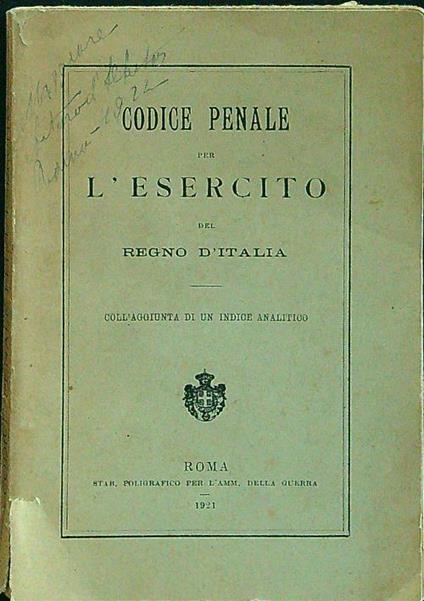 1922
CODICE PENALE
PER
L'ESERCITO
DEL
REGNO D'ITALIA
COLL'AGGIUNTA DI UN INDICE ANALITICO
ROMA
STAB. POLIGRAFICO PER L'AMM. DELLA GUERRA
1921